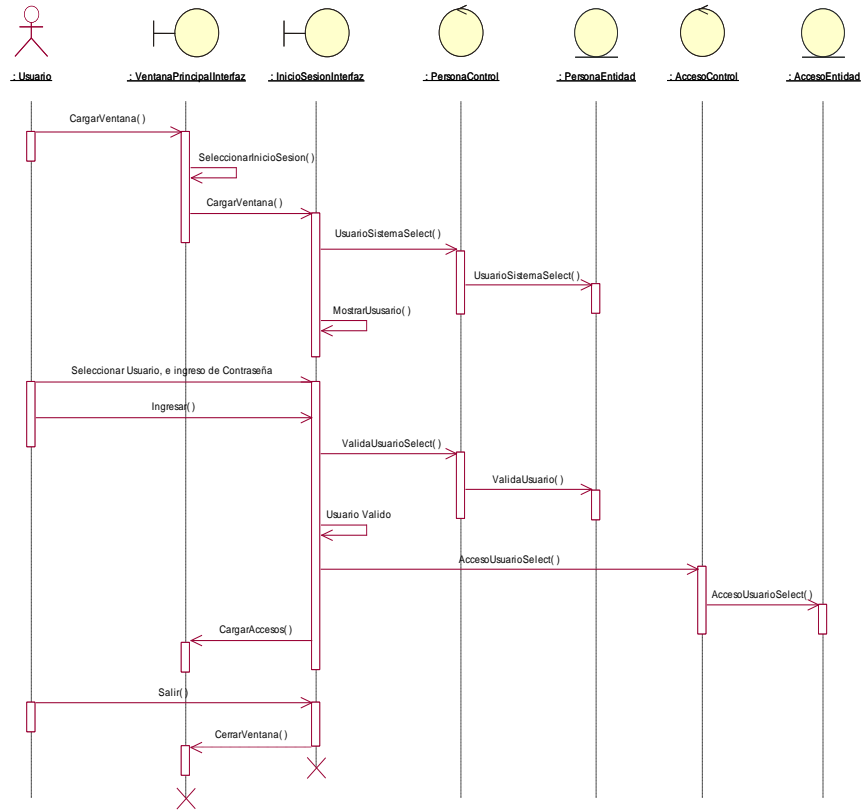 : Usuario
: VentanaPrincipalInterfaz
: InicioSesionInterfaz
: PersonaControl
: PersonaEntidad
: AccesoControl
: AccesoEntidad
CargarVentana( )
SeleccionarInicioSesion( )
CargarVentana( )
UsuarioSistemaSelect( )
UsuarioSistemaSelect( )
MostrarUsusario( )
Seleccionar Usuario, e ingreso de Contraseña
Ingresar( )
ValidaUsuarioSelect( )
ValidaUsuario( )
Usuario Valido
AccesoUsuarioSelect( )
AccesoUsuarioSelect( )
CargarAccesos( )
Salir( )
CerrarVentana( )